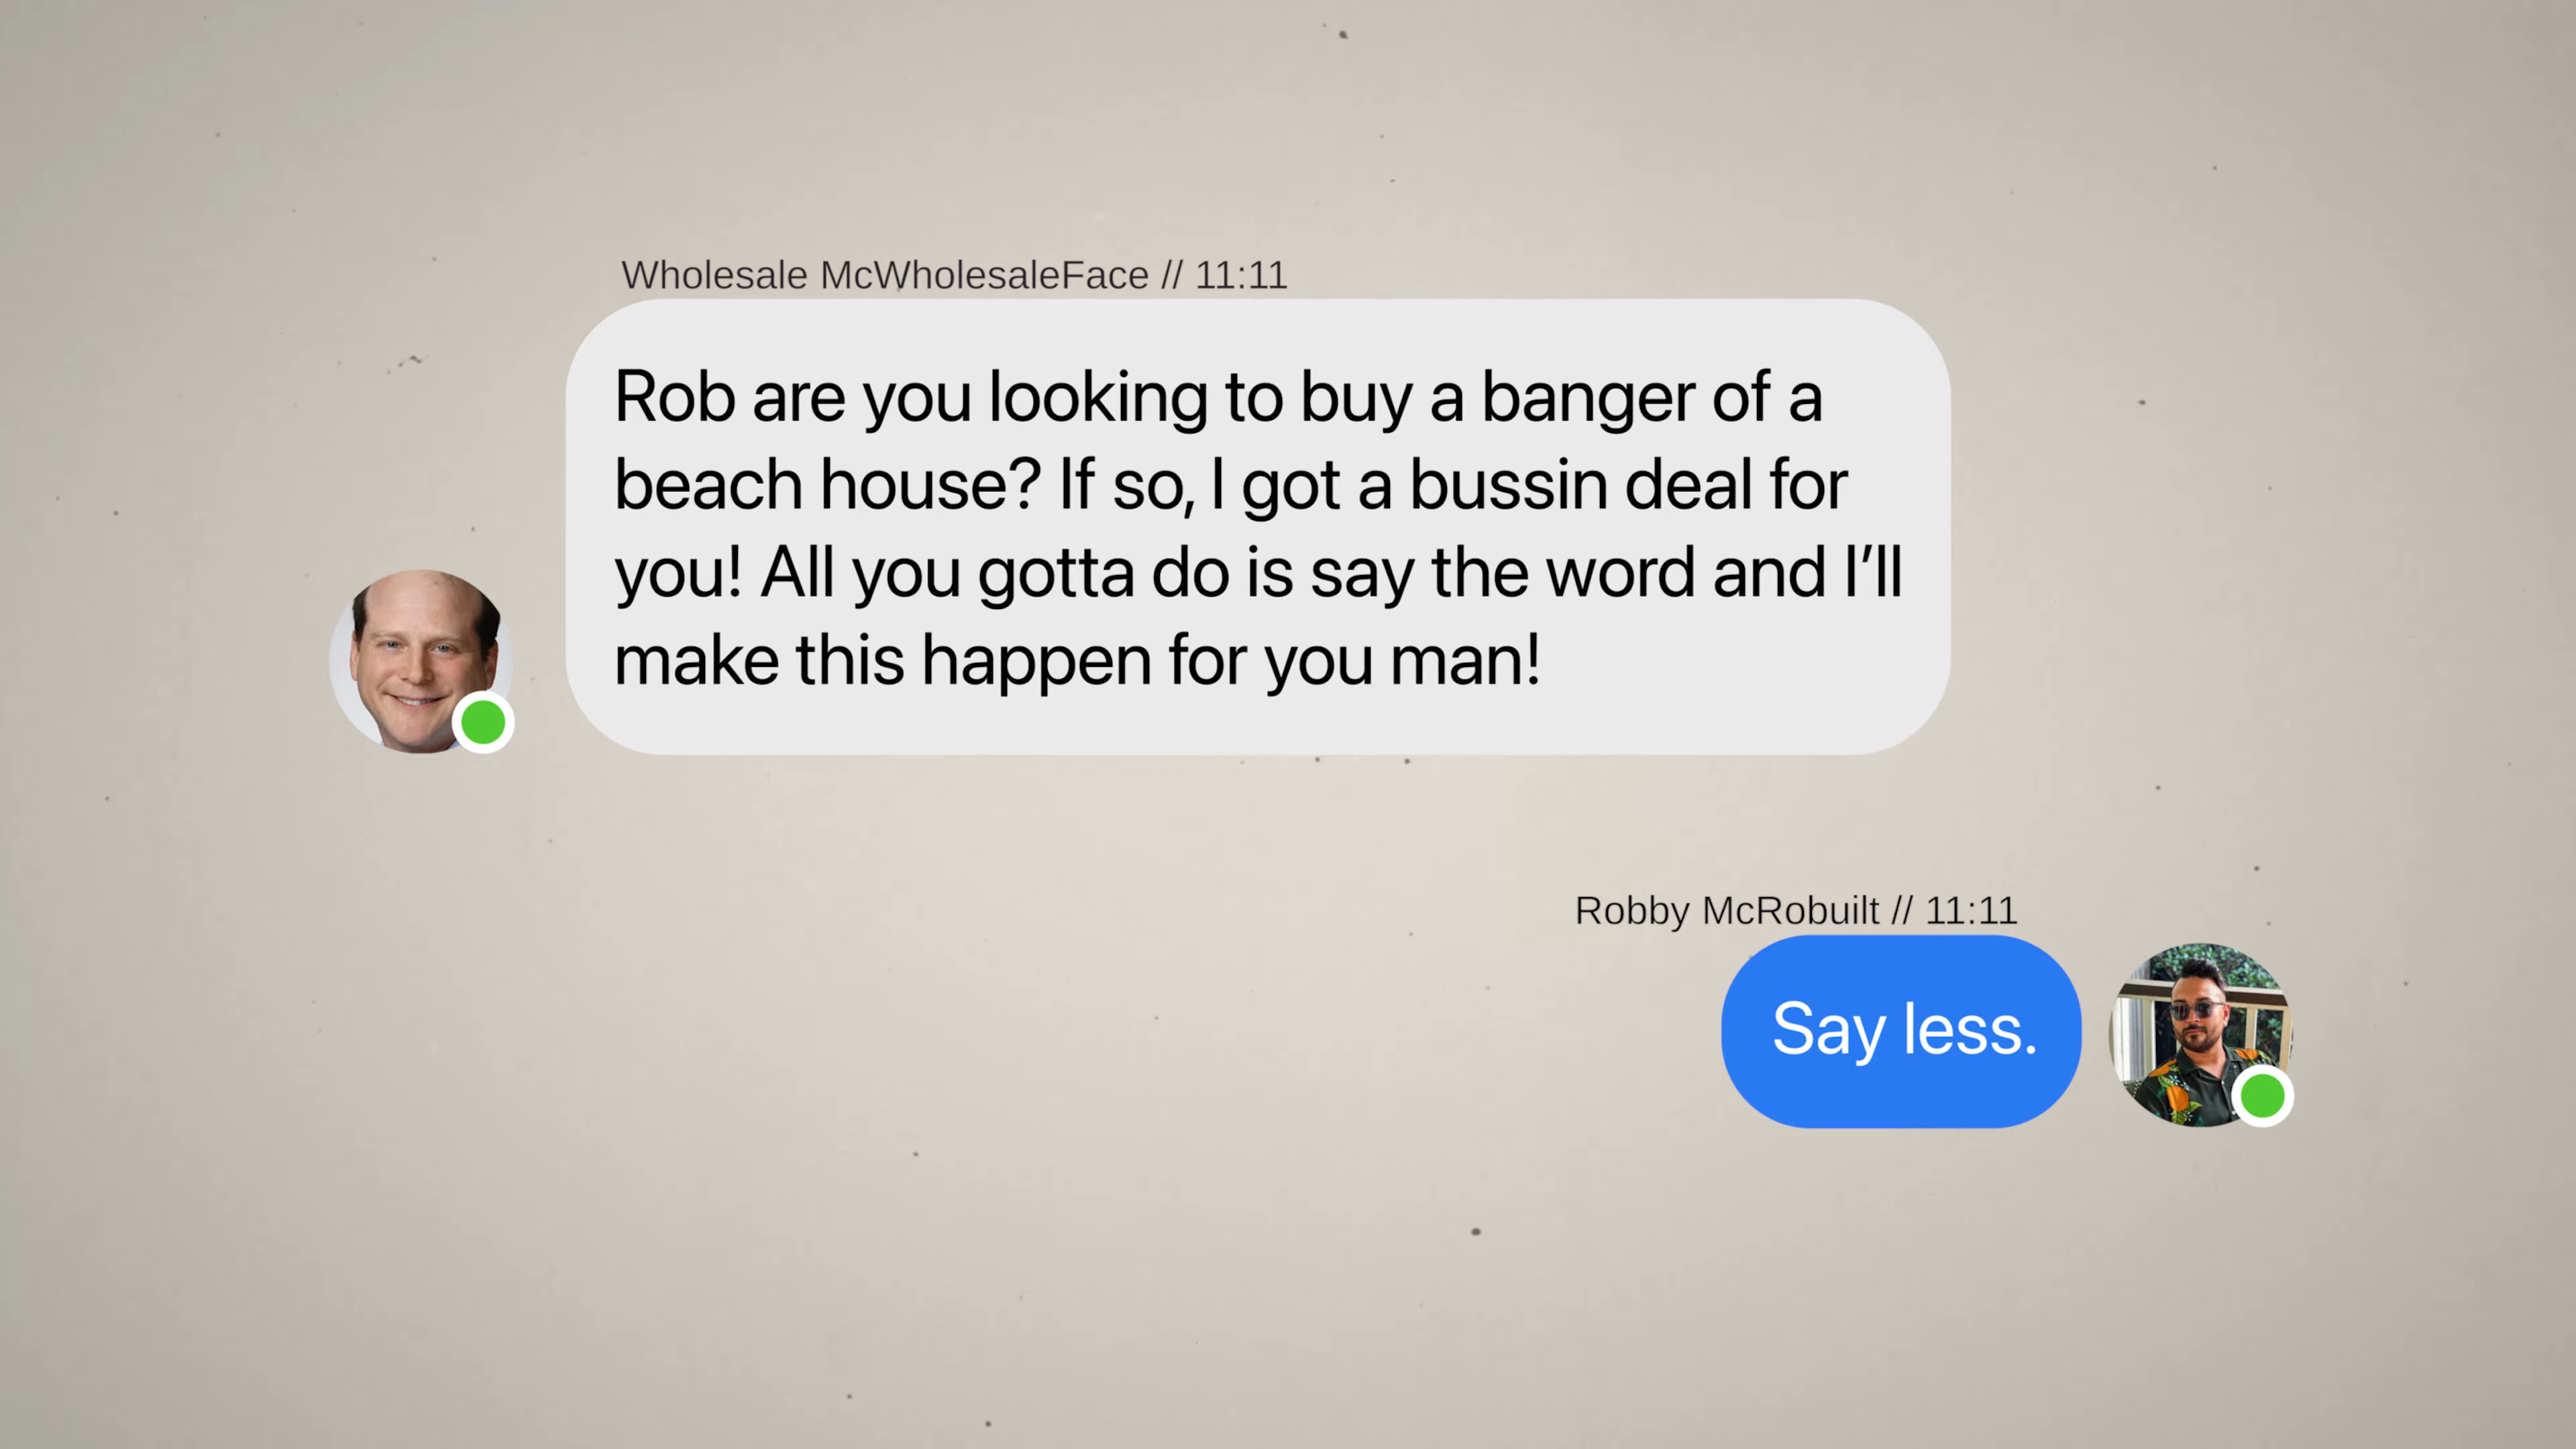 Wholesale McWholesaleFace // 11:11
Rob are you looking to buy a banger of a
beach house? If so, I got a bussin deal for
you! All you gotta do is say the word and I’ll
make this happen for you man!
Robby McRobuilt // 11:11
Say less.